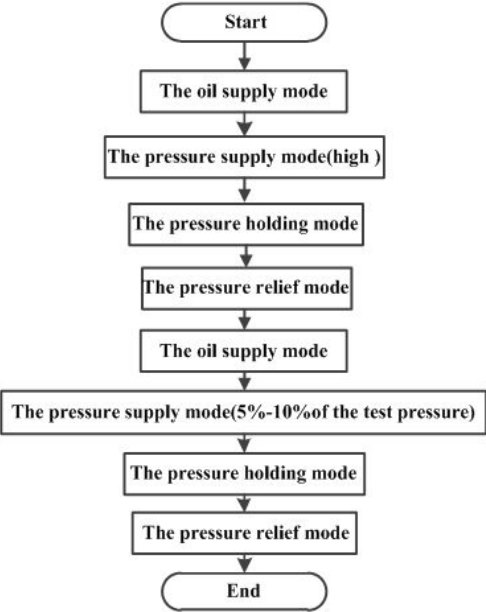 Start
The oil supply mode
The pressure supply mode(high )
The pressure holding mode
The pressure relief mode
The oil supply mode
The pressure supply mode(5%-10%of the test pressure)
The pressure holding mode
The pressure relief mode
End